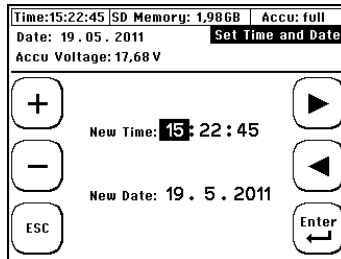 Time:15:22:45 SD Memory: 1,98GB Accu: full
Date: 19.05. 2011 Set Time and Date
Accu Voltage: 17,68 V
+
New Time: 15:22:45
−
New Date: 19. 5. 2011
ESC
Enter